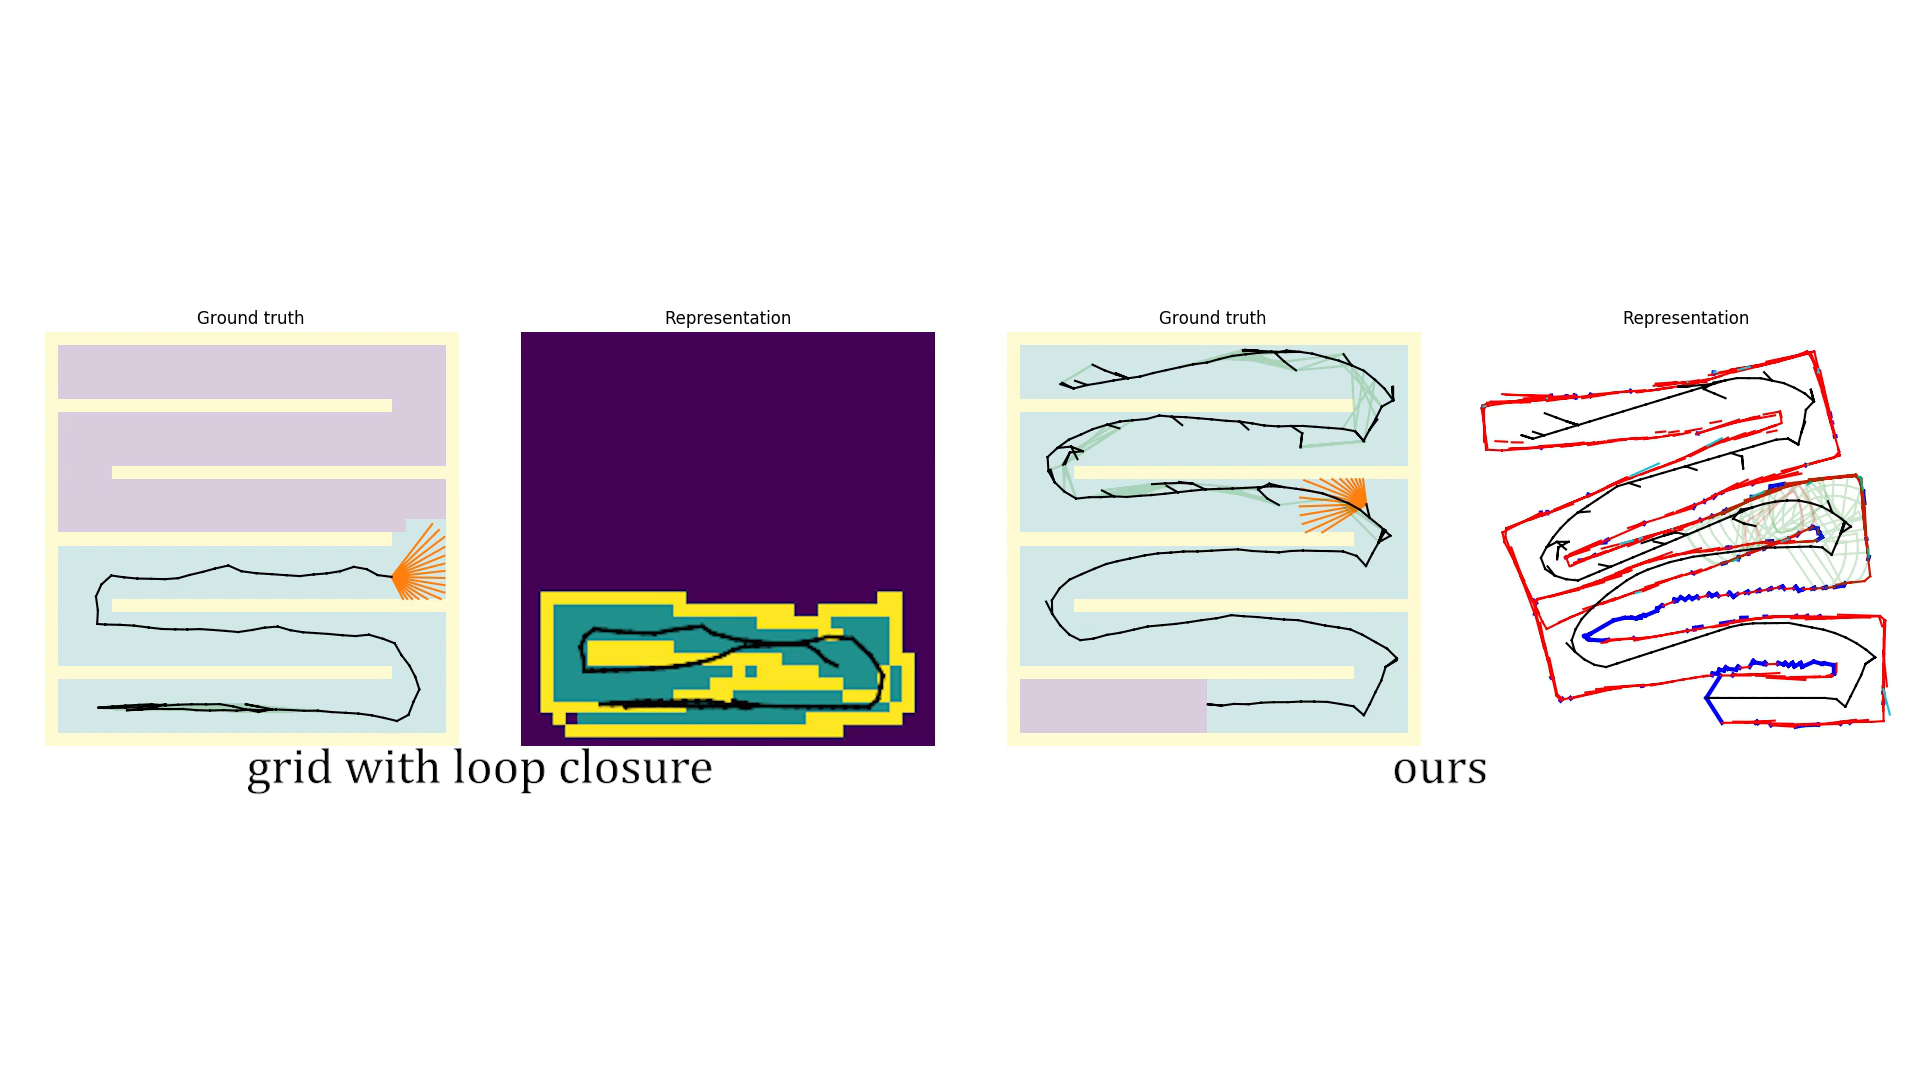 Ground truth
Representation
Ground truth
Representation
grid with loop closure
ours